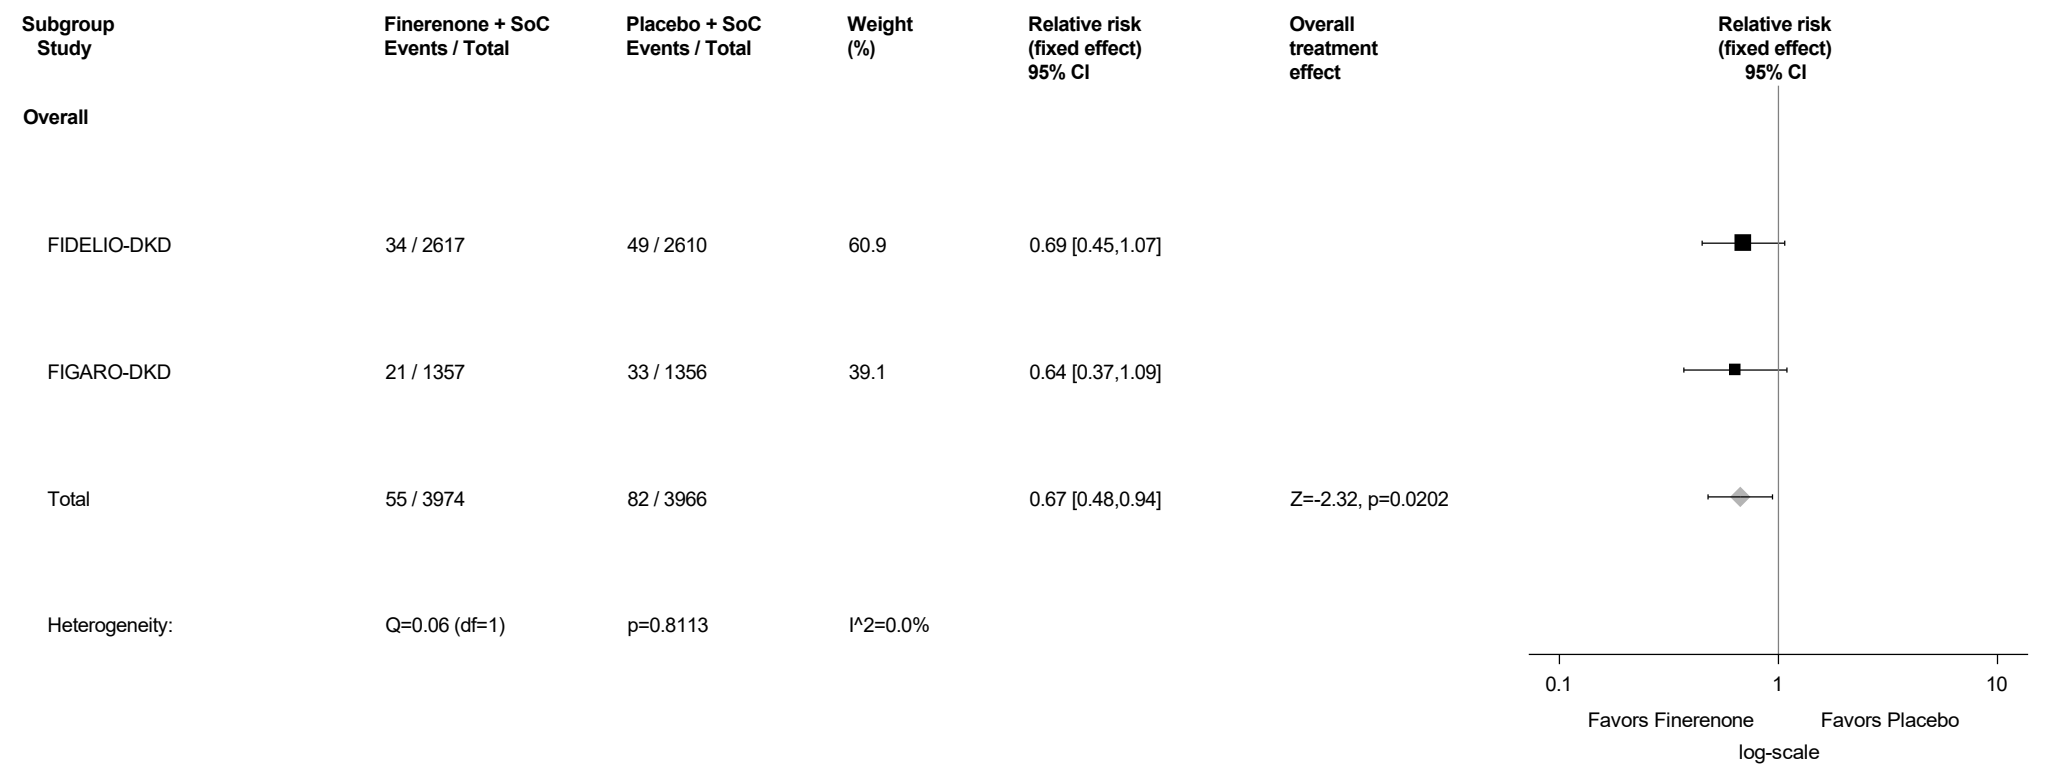 Subgroup Finerenone + SoC Placebo + SoC Weight Relative risk Overall Relative risk
Study Events / Total Events / Total (%) (fixed effect) treatment (fixed effect)
95% CI effect 95% CI
Overall
FIDELIO-DKD 34 / 2617 49 / 2610 60.9 0.69 [0.45,1.07]
FIGARO-DKD 21 / 1357 33 / 1356 39.1 0.64 [0.37,1.09]
Total 55 / 3974 82 / 3966 0.67 [0.48,0.94] Z=-2.32, p=0.0202
Heterogeneity: Q=0.06 (df=1) p=0.8113 I^2=0.0%
0.1 1 10
Favors Finerenone Favors Placebo
log-scale